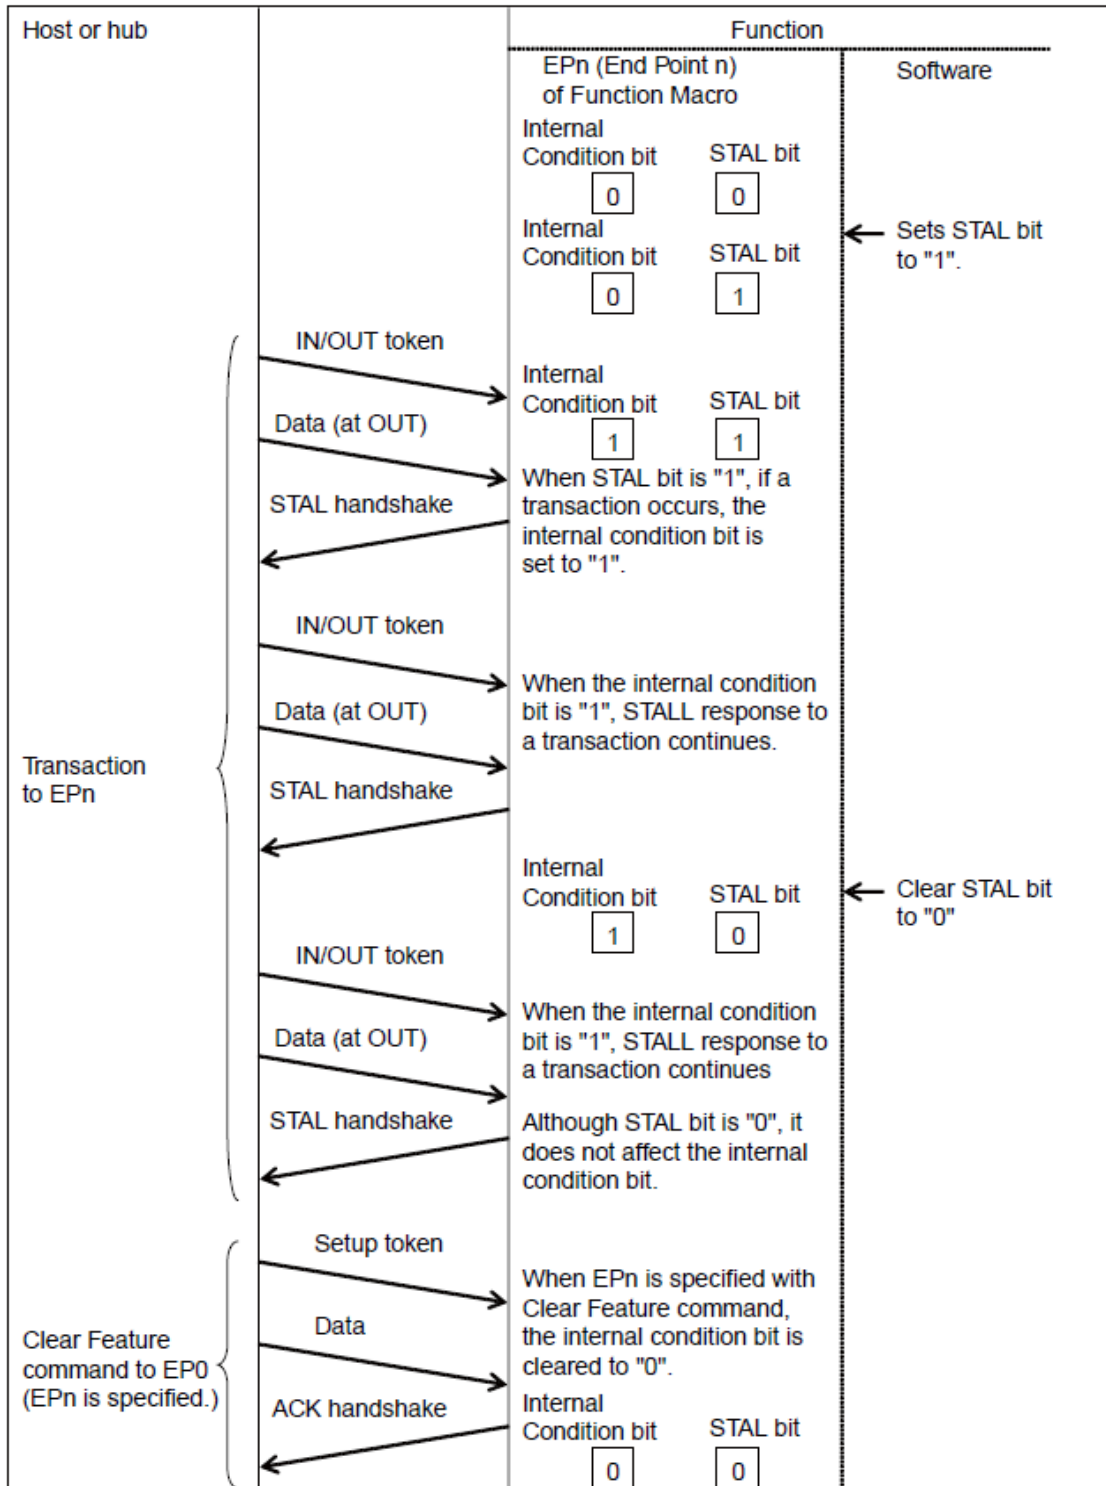 Host or hub
Function
EPn (End Point n)
of Function Macro
Software
Internal
Condition bit STAL bit
0 0
Sets STAL bit
to "1".
Internal
Condition bit STAL bit
0 1
IN/OUT token
Internal
Condition bit STAL bit
1 1
Data (at OUT)
When STAL bit is "1", if a
transaction occurs, the
internal condition bit is
set to "1".
STAL handshake
IN/OUT token
When the internal condition
bit is "1", STALL response to
a transaction continues.
Data (at OUT)
Transaction
to EPn
STAL handshake
Internal
Condition bit STAL bit
1 0
Clear STAL bit
to "0"
IN/OUT token
When the internal condition
bit is "1", STALL response to
a transaction continues
Data (at OUT)
STAL handshake
Although STAL bit is "0", it
does not affect the internal
condition bit.
Setup token
When EPn is specified with
Clear Feature command,
the internal condition bit is
cleared to "0".
Data
Clear Feature
command to EP0
(EPn is specified.)
ACK handshake
Internal
Condition bit STAL bit
0 0